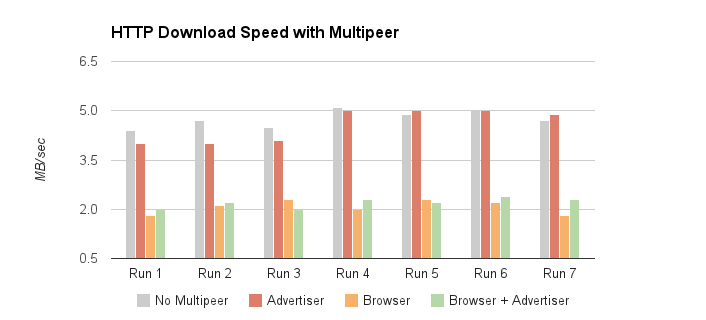 HTTP Download Speed with Multipeer
6.5
5.0
3.5
2.0
0.5
MB/sec
Run 1 Run 2 Run 3 Run 4 Run 5 Run 6 Run 7
No Multipeer Advertiser Browser Browser + Advertiser